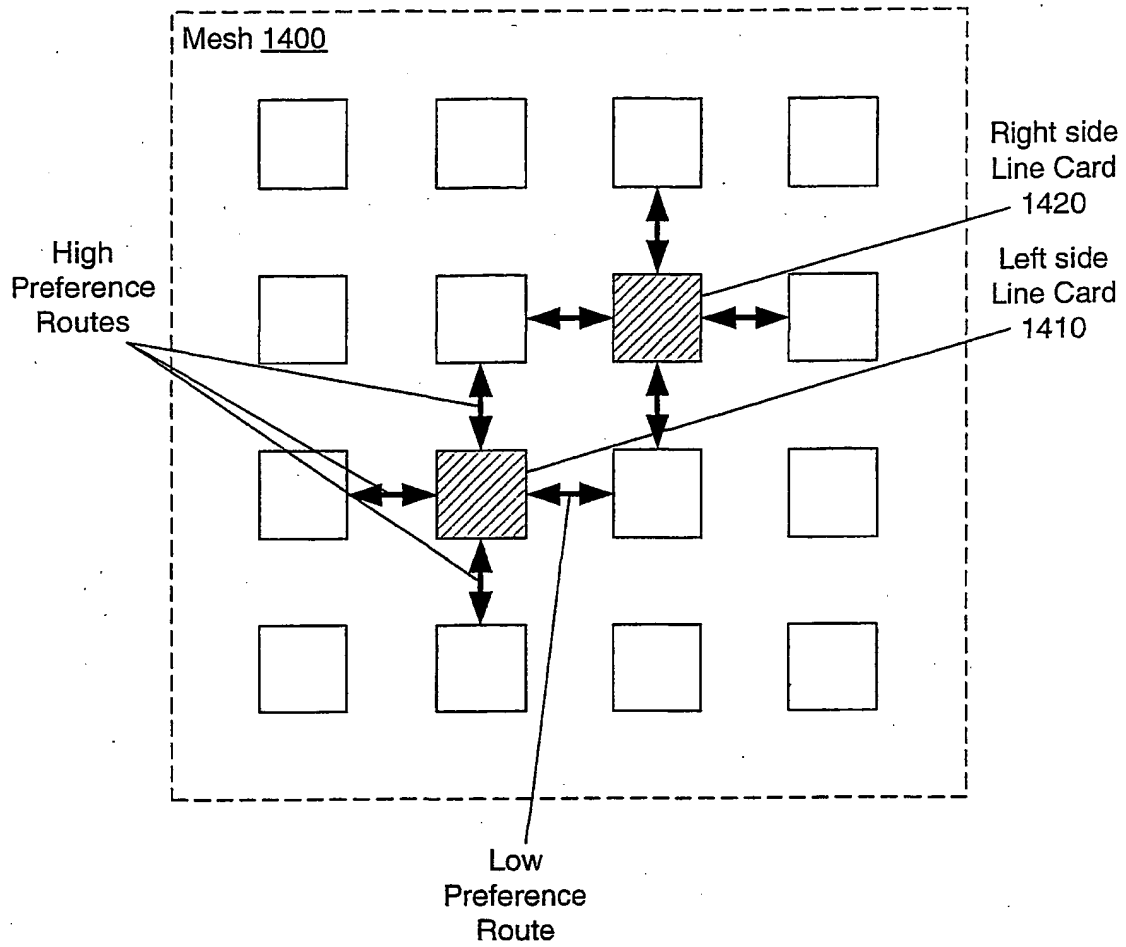 Mesh 1400
Right side
Line Card
1420
High
Preference
Routes
Left side
Line Card
1410
Low
Preference
Route